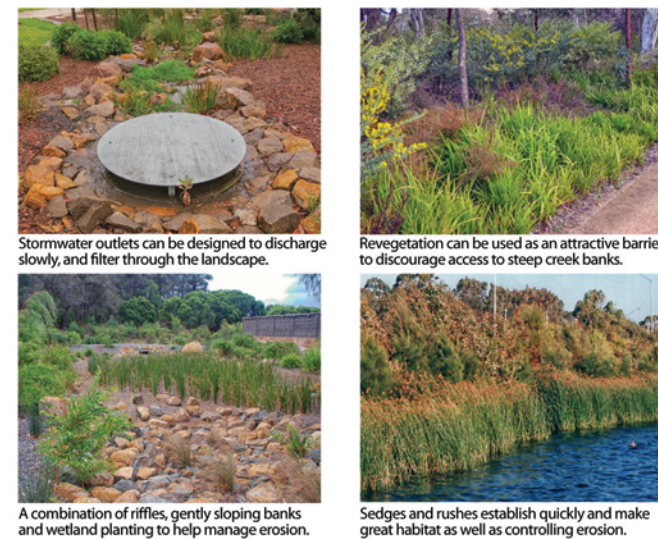 Stormwater outlets can be designed to discharge
slowly, and filter through the landscape.
Revegetation can be used as an attractive barrie
to discourage access to steep creek banks.
A combination of riffles, gently sloping banks
and wetland planting to help manage erosion.
Sedges and rushes establish quickly and make
great habitat as well as controlling erosion.